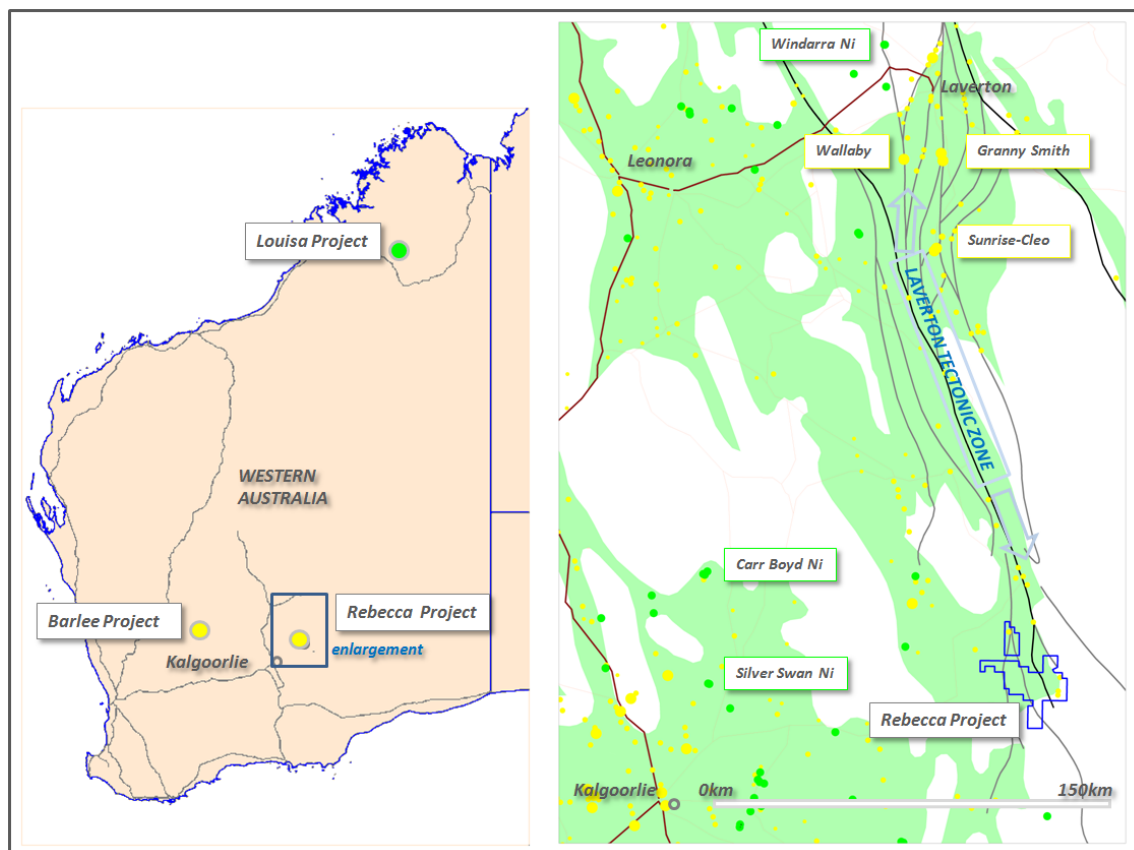 Louisa Project
WESTERN
AUSTRALIA
Barlee Project
Rebecca Project
Kalgoorlie
enlargement
Windarra Ni
Laverton
Leonora
Wallaby
Granny Smith
Sunrise-Cleo
LAVERTON TECTONIC ZONE
Carr Boyd Ni
Silver Swan Ni
Rebecca Project
Kalgoorlie
0km
150km